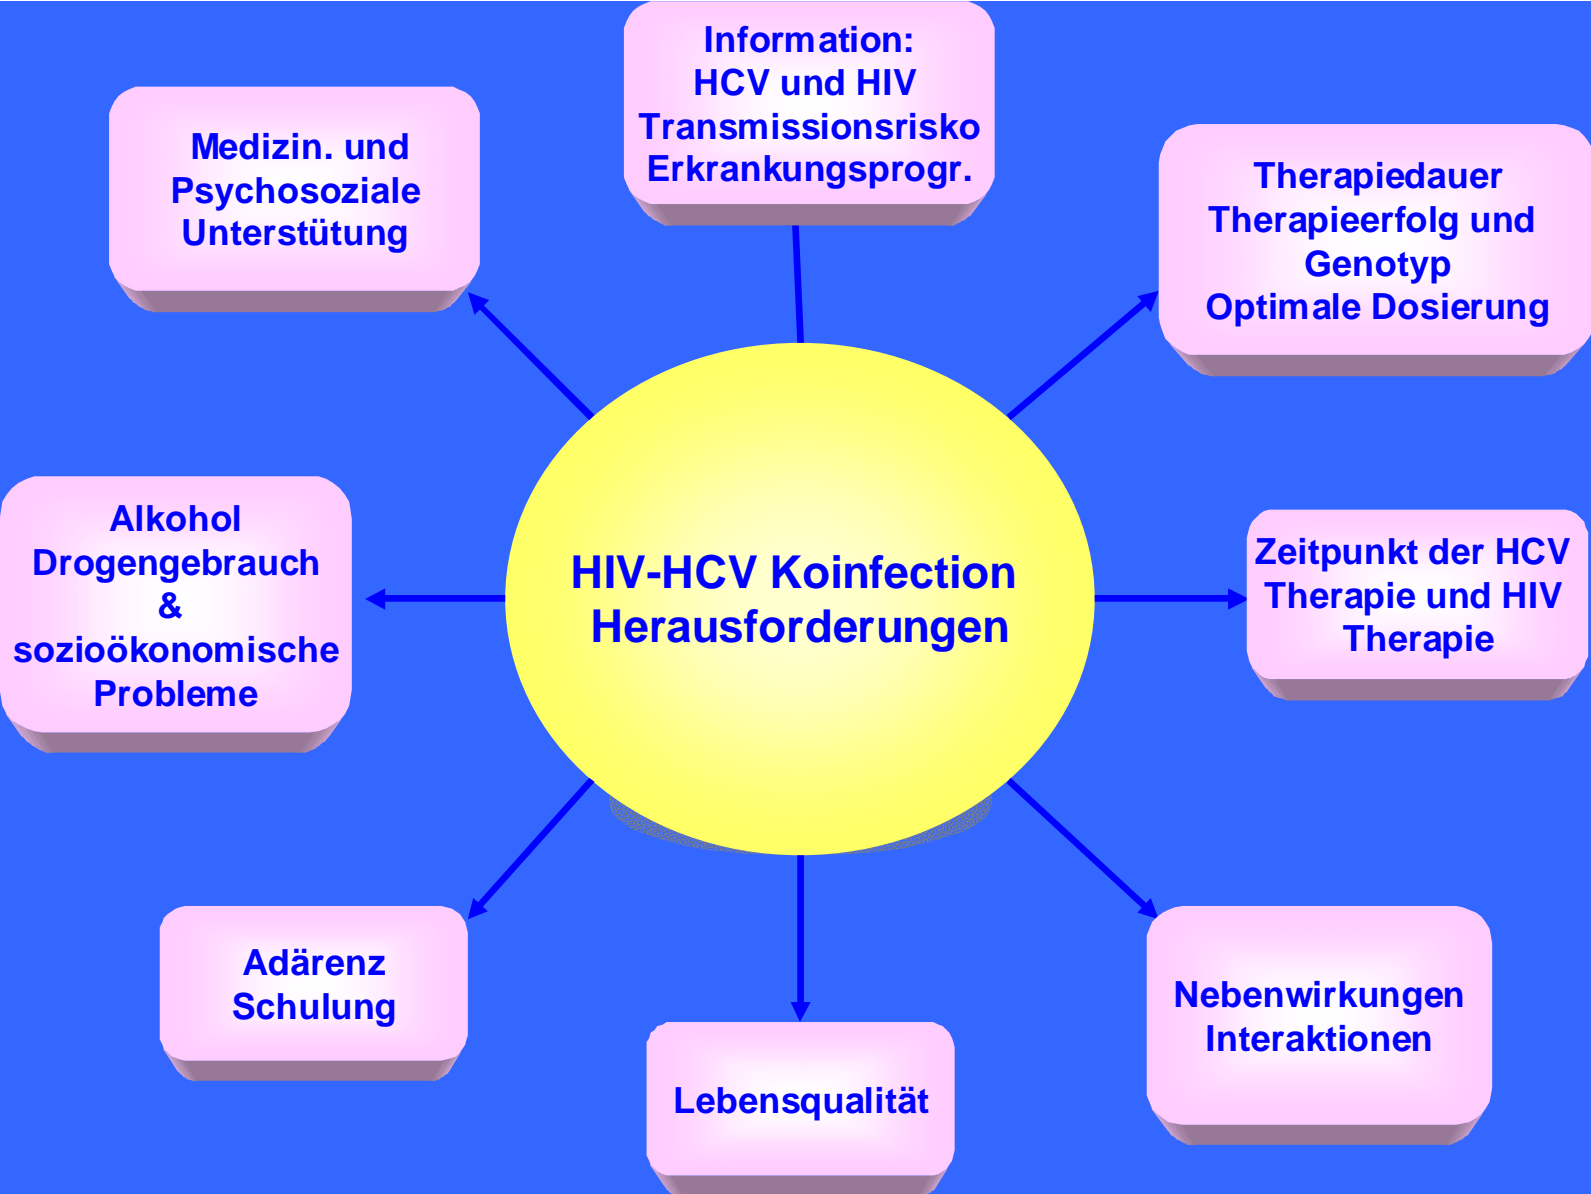 Information:
HCV und HIV
Transmissionsrisko
Erkrankungsprogr.
Medizin. und
Psychosoziale
Unterstütung
Therapiedauer
Therapieerfolg und
Genotyp
Optimale Dosierung
Alkohol
Drogengebrauch
&
sozioökonomische
Probleme
HIV-HCV Koinfection
Herausforderungen
Zeitpunkt der HCV
Therapie und HIV
Therapie
Adärenz
Schulung
Lebensqualität
Nebenwirkungen
Interaktionen